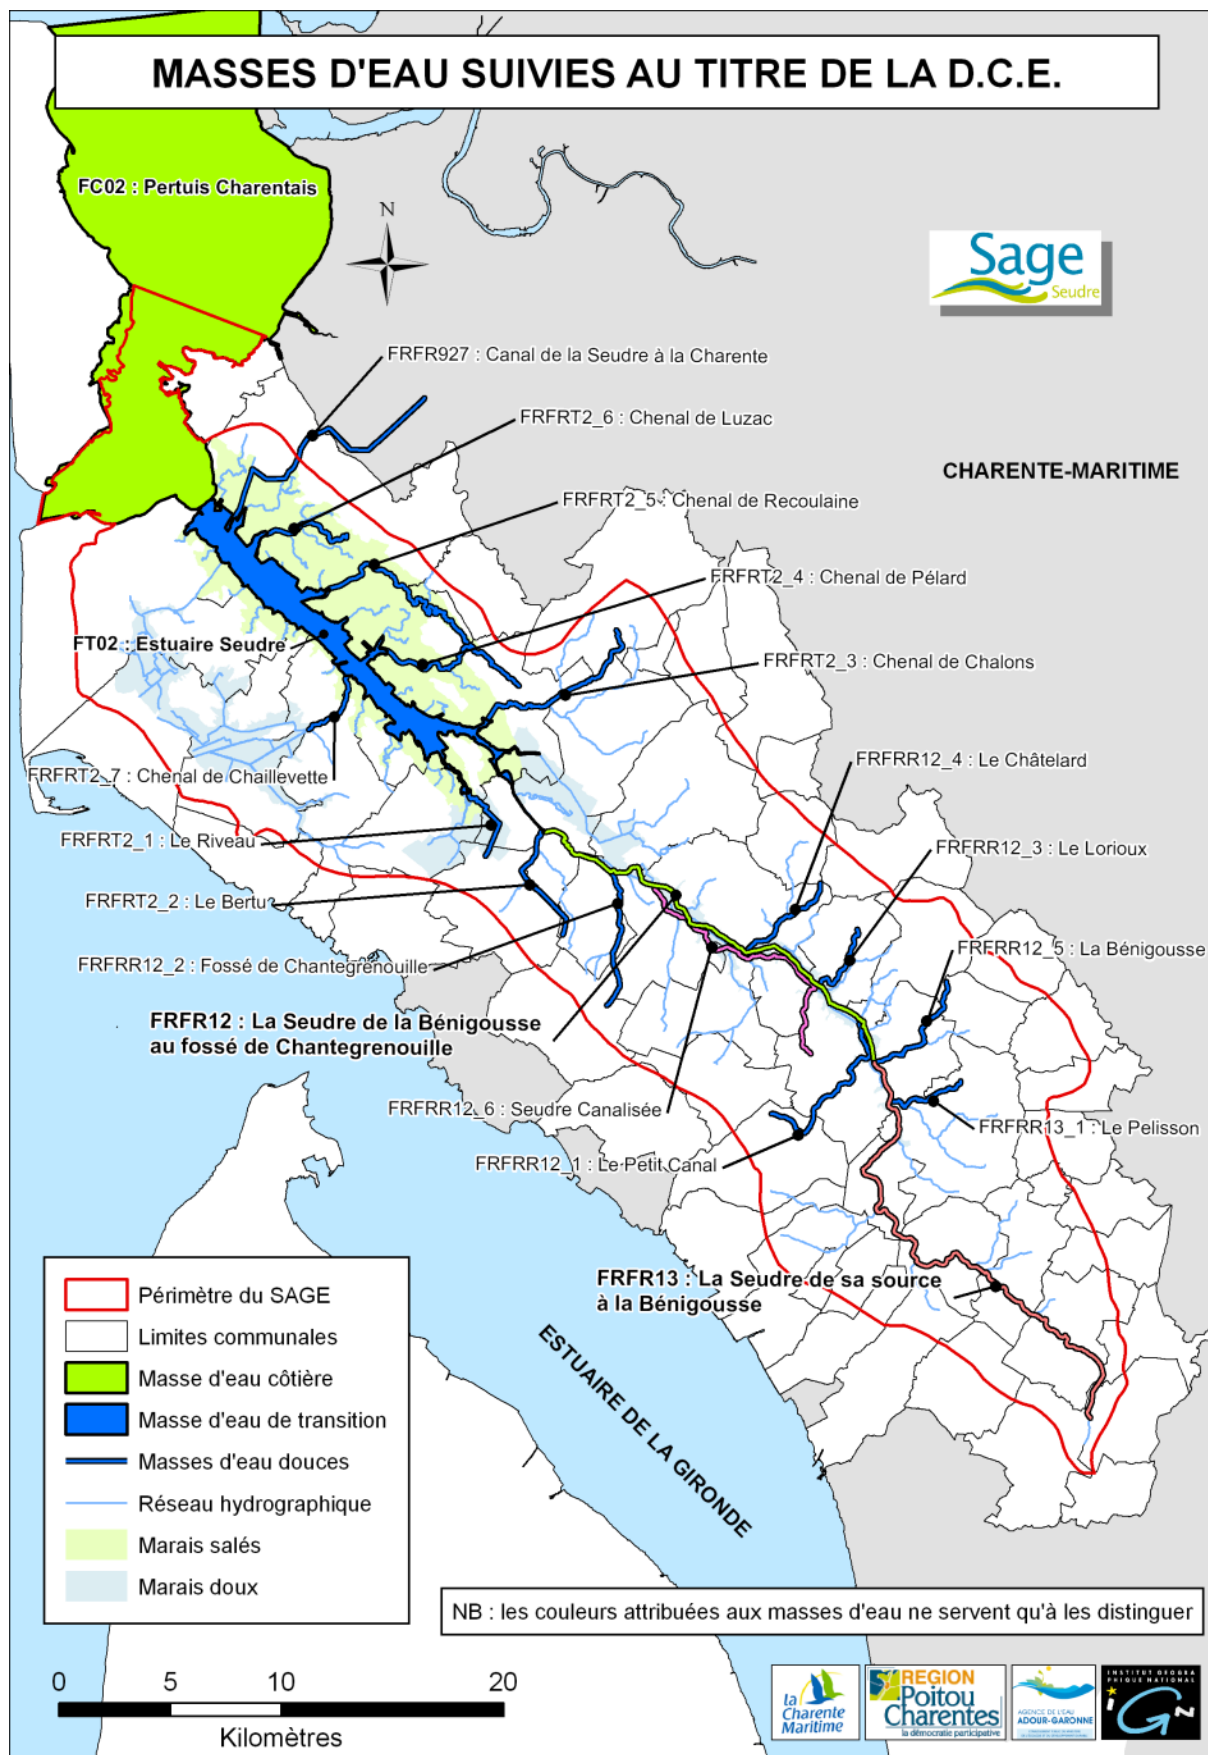 MASSES D'EAU SUIVIES AU TITRE DE LA D.C.E.
FC02 : Pertuis Charentais
N
Sage
Seudre
FRFR927 : Canal de la Seudre à la Charente
FRFRT2_6 : Chenal de Luzac
CHARENTE-MARITIME
FRFRT2_5 : Chenal de Recoulaine
FRFRT2_4 : Chenal de Pélard
FT02 : Estuaire Seudre
FRFRT2_3 : Chenal de Chalons
FRFRR12_4 : Le Châtelard
FRFRT2_7 : Chenal de Chaillevette
FRFRT2_1 : Le Riveau
FRFRR12_3 : Le Lorioux
FRFRT2_2 : Le Bertu
FRFRR12_5 : La Bénigousse
FRFRR12_2 : Fossé de Chantegrenouille
FRFR12 : La Seudre de la Bénigousse
au fossé de Chantegrenouille
FRFRR12_6 : Seudre Canalisée
FRFRR13_1 : Le Pelisson
FRFRR12_1 : Le Petit Canal
FRFR13 : La Seudre de sa source
à la Bénigousse
ESTUAIRE DE LA GIRONDE
Périmètre du SAGE
Limites communales
Masse d'eau côtière
Masse d'eau de transition
Masses d'eau douces
Réseau hydrographique
Marais salés
Marais doux
NB : les couleurs attribuées aux masses d'eau ne servent qu'à les distinguer
0 5 10 20
Kilomètres
la
Charente
Maritime
REGION
Poitou
Charentes
la démocratie participative
AGENCE DE L'EAU
ADOUR-GARONNE
INSTITUT GEOGRA
PHIQUE NATIONAL
IGN